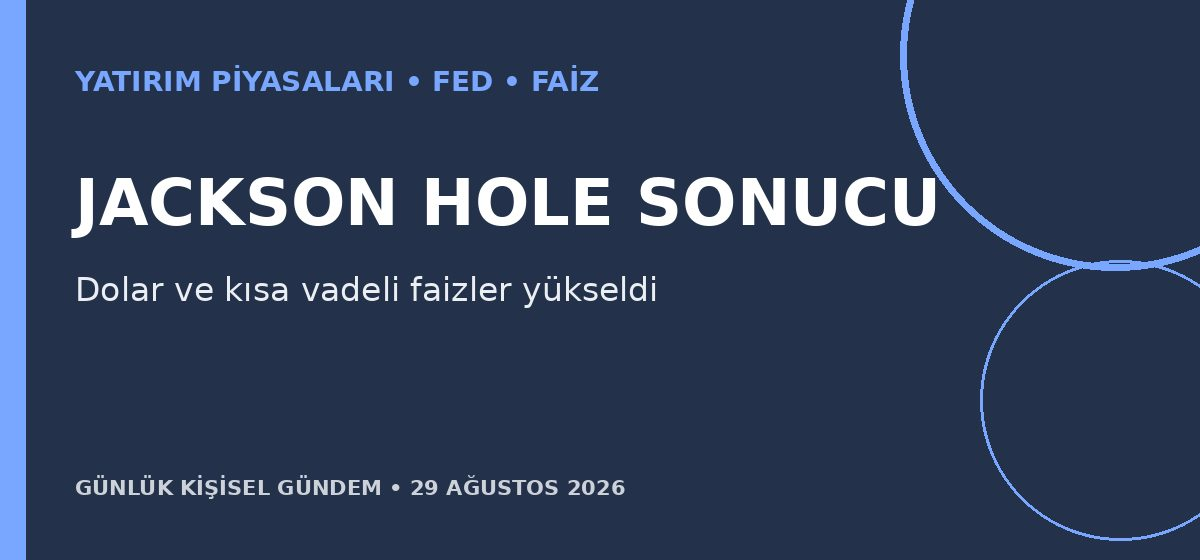 YATIRIM PİYASALARI • FED • FAİZ
JACKSON HOLE SONUCU
Dolar ve kısa vadeli faizler yükseldi
GÜNLÜK KİŞİSEL GÜNDEM • 29 AĞUSTOS 2026